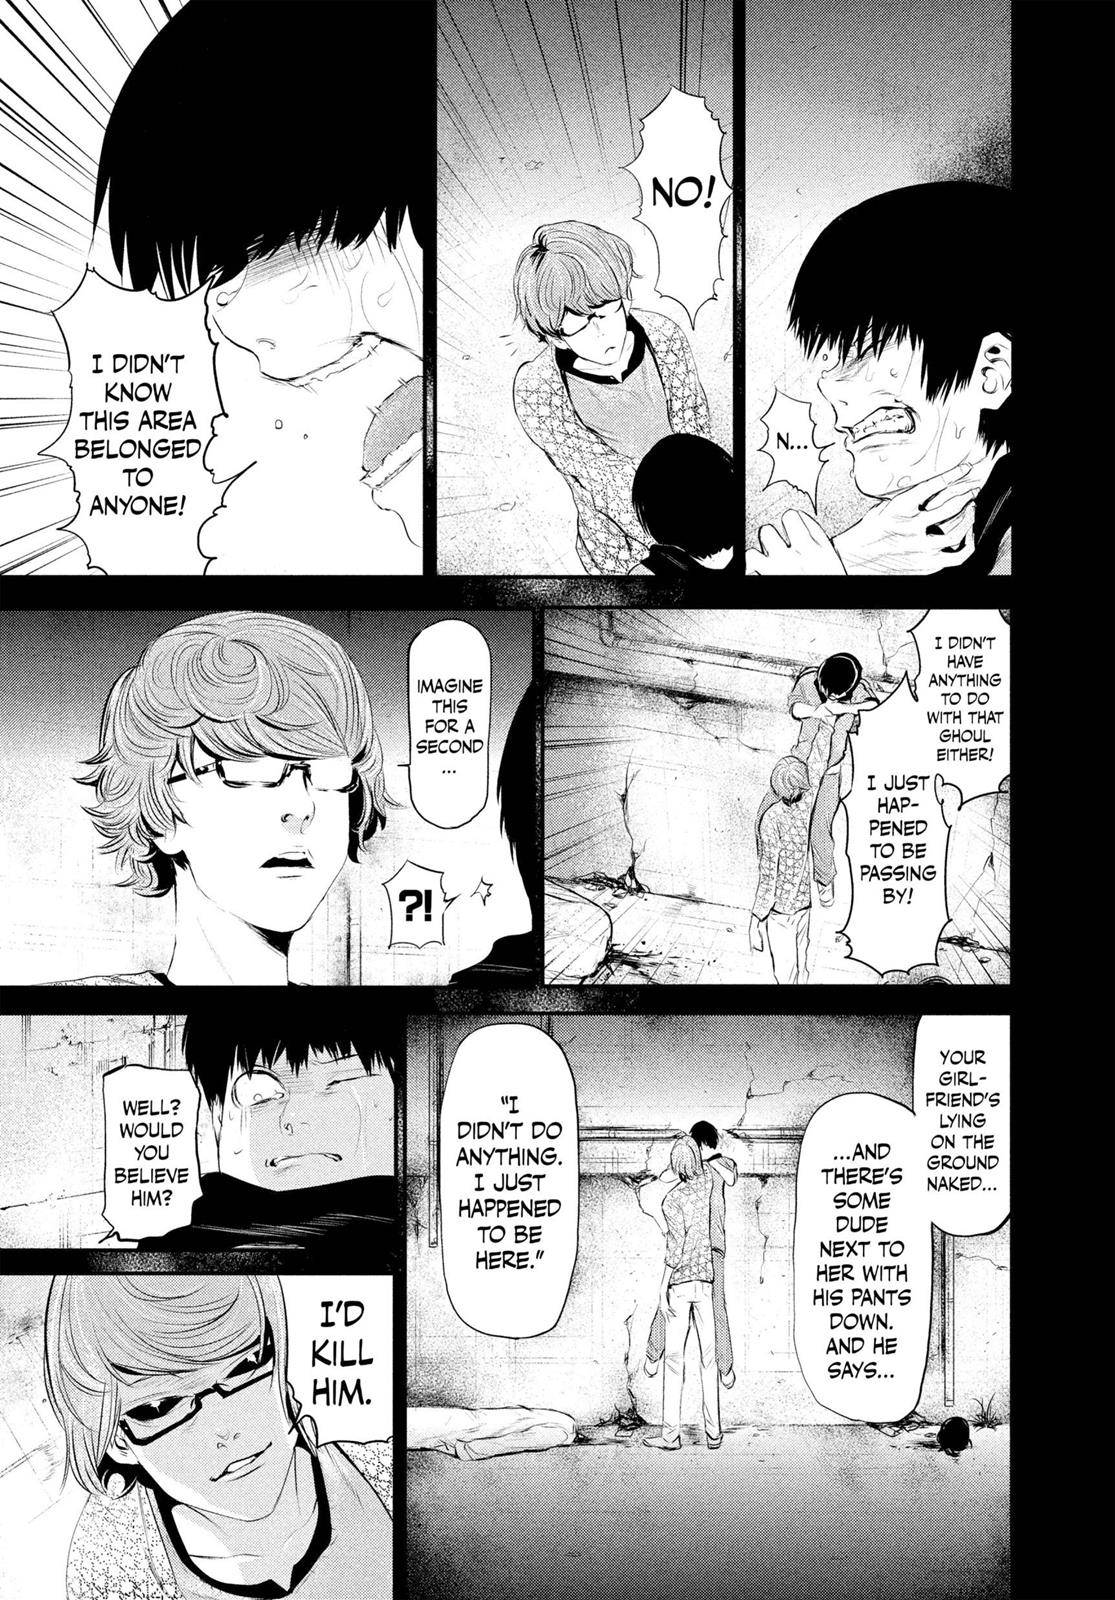 N...
NO!
I DIDN'T
KNOW
THIS AREA
BELONGED
TO
ANYONE!
I DIDN'T
HAVE
ANYTHING
TO DO
WITH THAT
GHOUL
EITHER!
I JUST
HAP-
PENED
TO BE
PASSING
BY!
IMAGINE
THIS
FOR A
SECOND
...
?!
YOUR
GIRL-
FRIEND'S
LYING
ON THE
GROUND
NAKED...
...AND
THERE'S
SOME
DUDE
NEXT TO
HER WITH
HIS PANTS
DOWN.
AND HE
SAYS...
"I
DIDN'T DO
ANYTHING.
I JUST
HAPPENED
TO BE
HERE."
WELL?
WOULD
YOU
BELIEVE
HIM?
I'D
KILL
HIM.